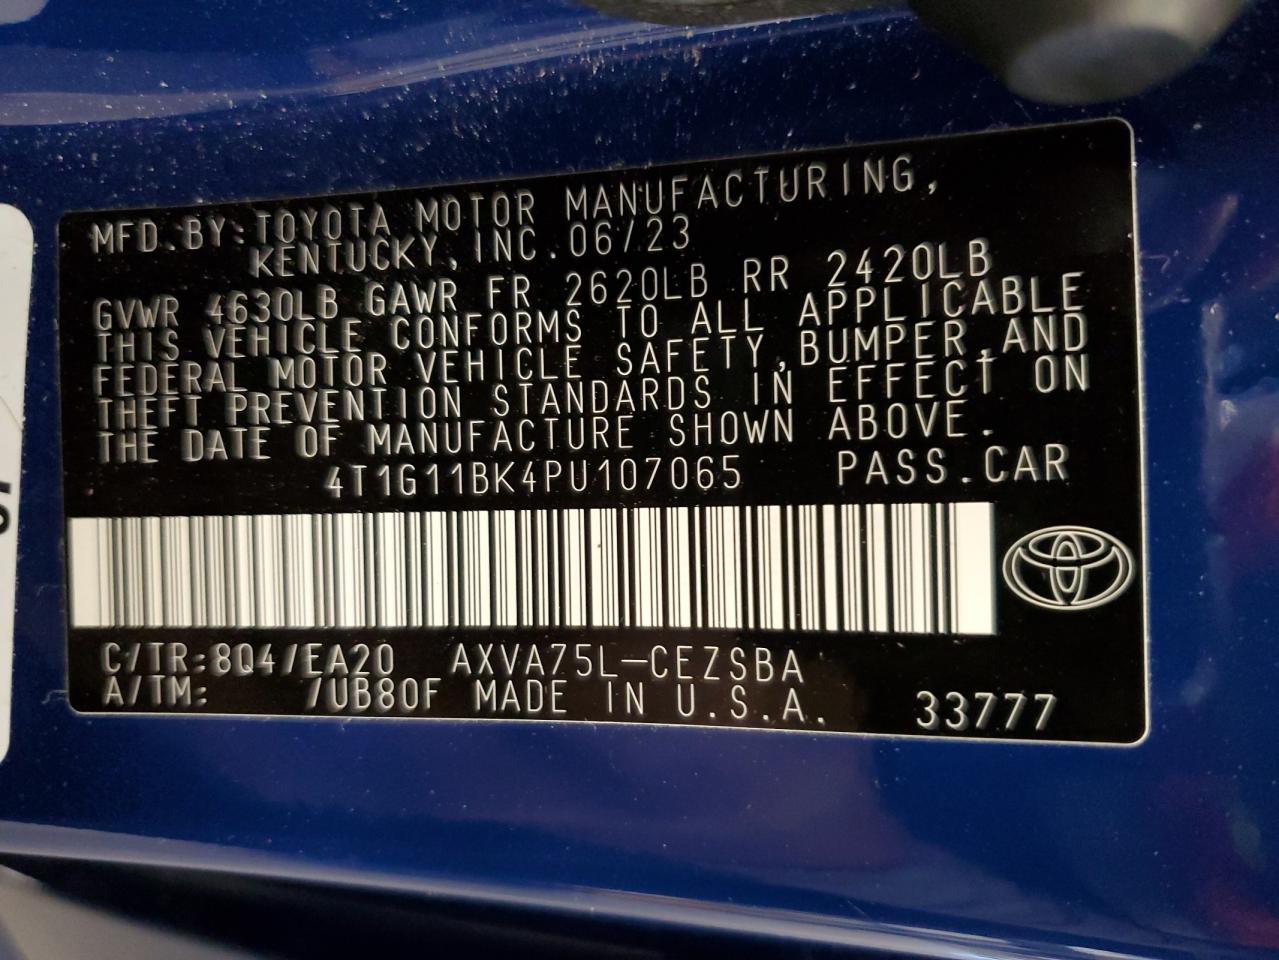 MFD.BY:TOYOTA MOTOR MANUFACTURING,
KENTUCKY, INC. 06/23
GVWR 4630LB GAWR FR 2620LB RR 2420LB
THIS VEHICLE CONFORMS TO ALL APPLICABLE
FEDERAL MOTOR VEHICLE SAFETY,BUMPER,AND
THEFT PREVENTION STANDARDS IN EFFECT ON
THE DATE OF MANUFACTURE SHOWN ABOVE.
4T1G11BK4PU107065 PASS.CAR
C/TR:8Q4/EA20 AXVA75L-CEZSBA
A/TM: /UB80F MADE IN U.S.A. 33777